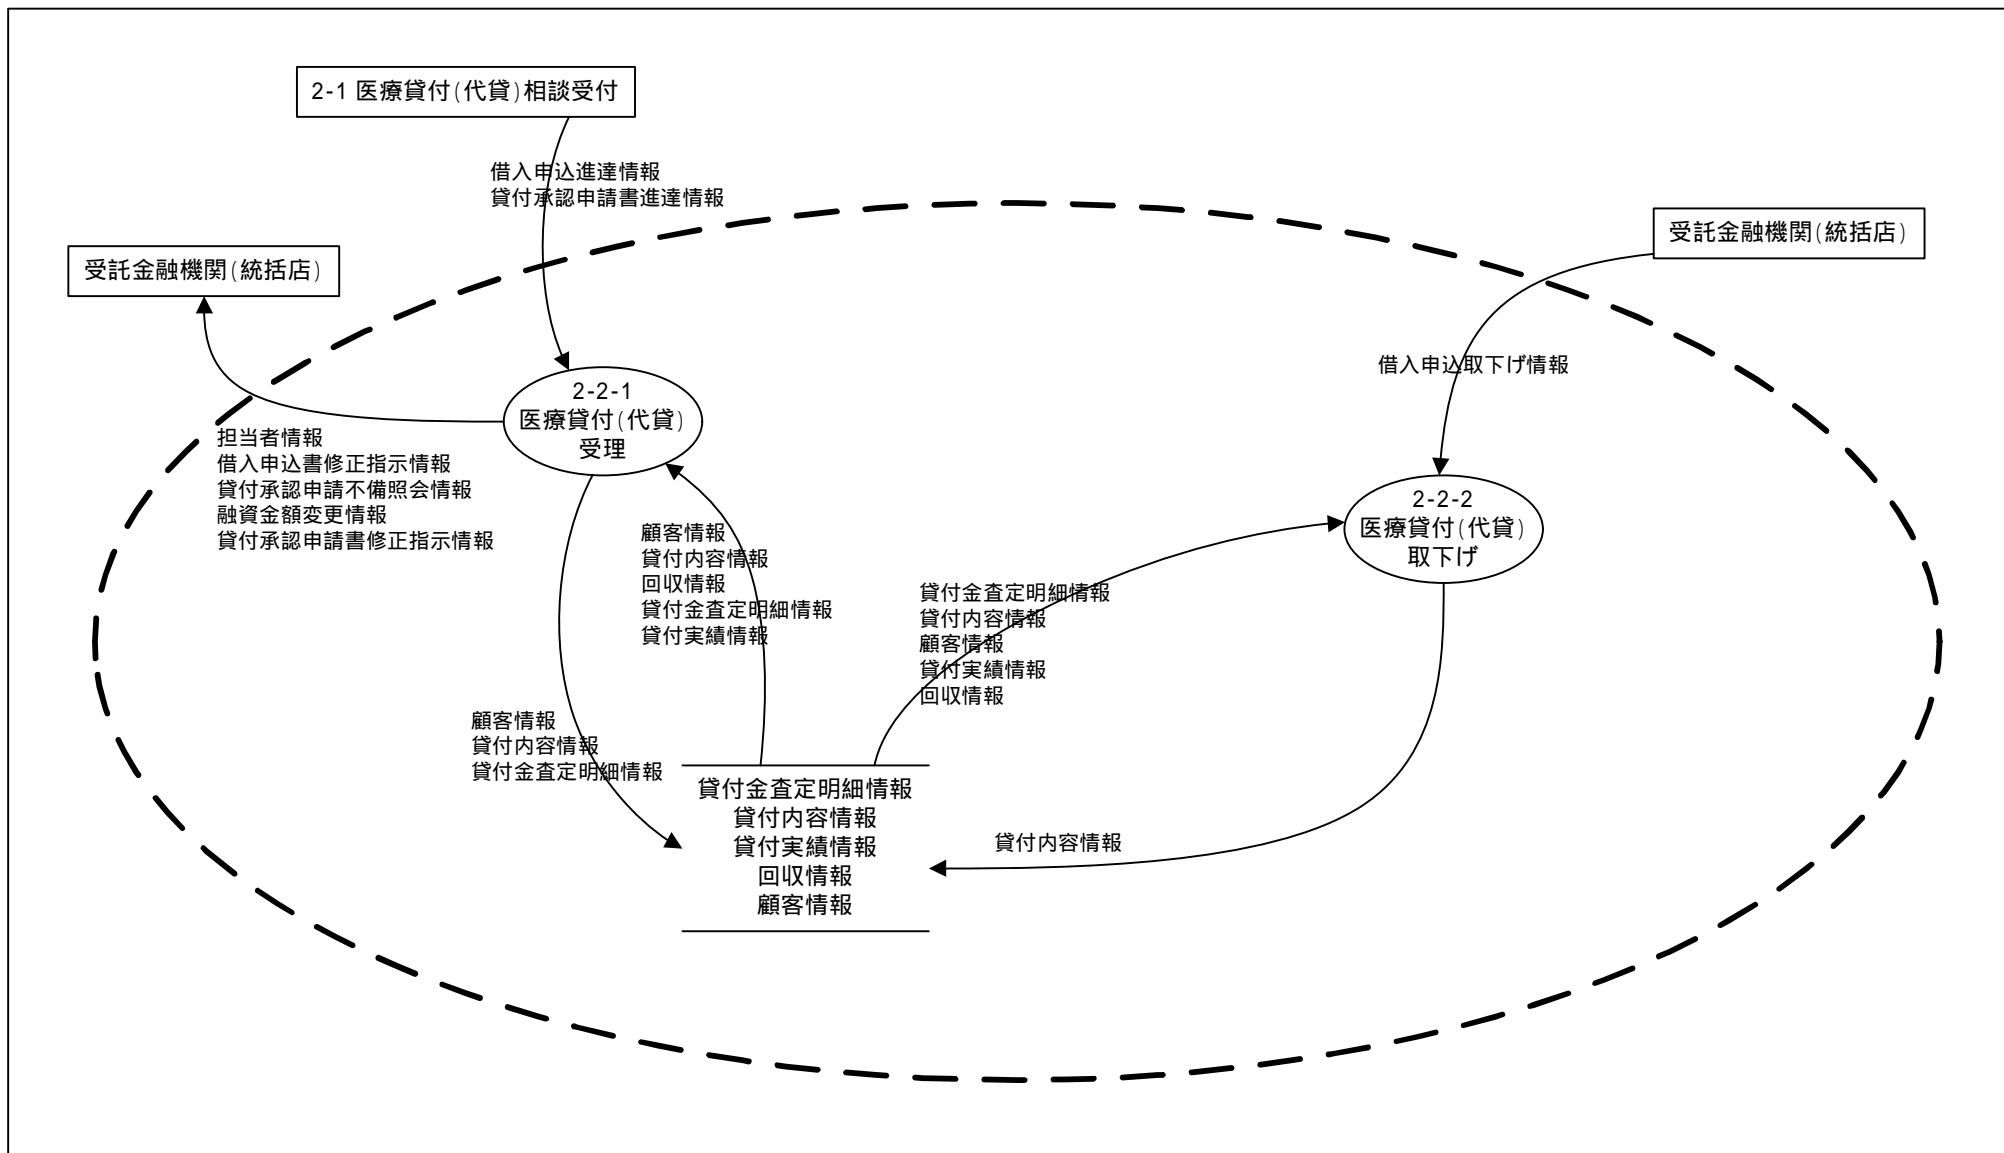 2-1 医療貸付(代貸)相談受付
借入申込進達情報
貸付承認申請書進達情報
受託金融機関(統括店)
受託金融機関(統括店)
借入申込取下げ情報
2-2-1
医療貸付(代貸)
受理
担当者情報
借入申込書修正指示情報
貸付承認申請不備照会情報
融資金額変更情報
貸付承認申請書修正指示情報
2-2-2
医療貸付(代貸)
取下げ
顧客情報
貸付内容情報
回収情報
貸付金査定明細情報
貸付実績情報
貸付金査定明細情報
貸付内容情報
顧客情報
貸付実績情報
回収情報
顧客情報
貸付内容情報
貸付金査定明細情報
貸付金査定明細情報
貸付内容情報
貸付実績情報
回収情報
顧客情報
貸付内容情報